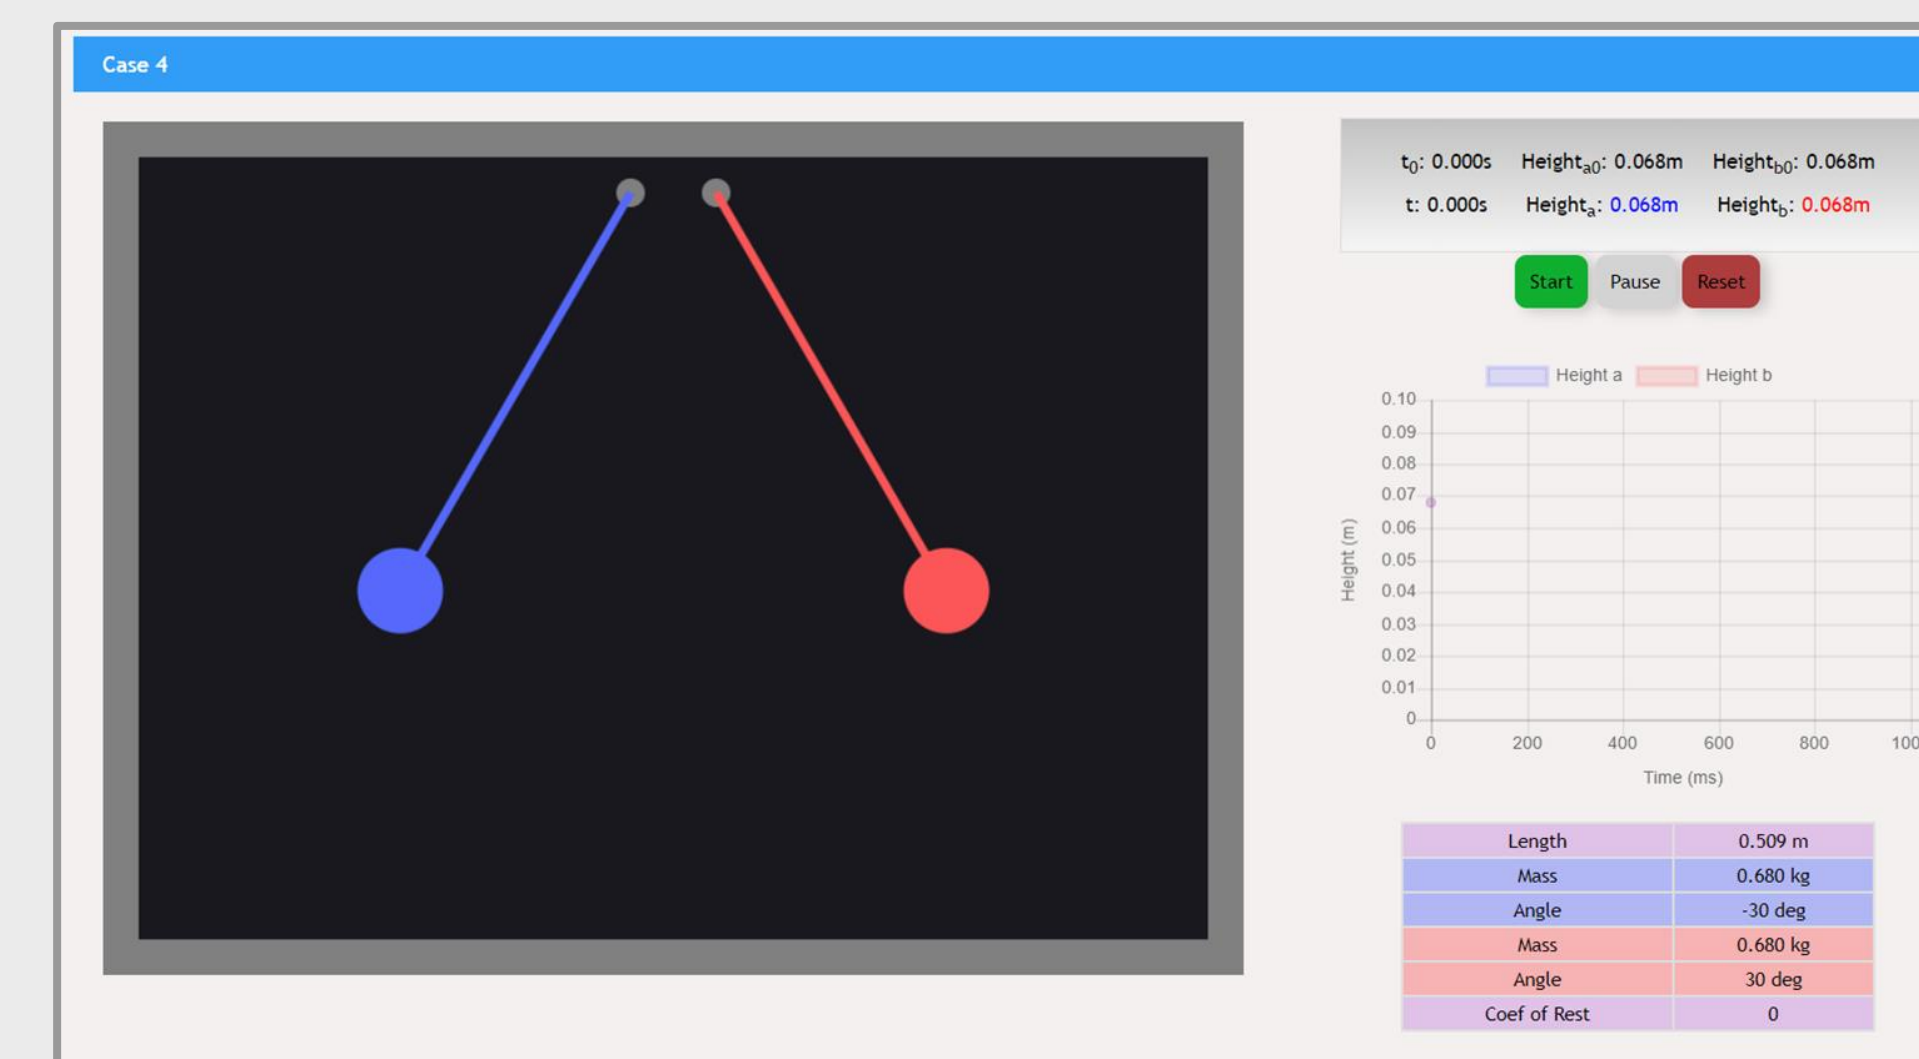 Case 4
t0: 0.000s Heighta0: 0.068m Heightb0: 0.068m
t: 0.000s Heighta: 0.068m Heightb: 0.068m
Start Pause Reset
Height a Height b
0.10
0.09
0.08
0.07
0.06
0.05
0.04
0.03
0.02
0.01
0
Height (m)
0 200 400 600 800 100
Time (ms)
Length 0.509 m
Mass 0.680 kg
Angle -30 deg
Mass 0.680 kg
Angle 30 deg
Coef of Rest 0